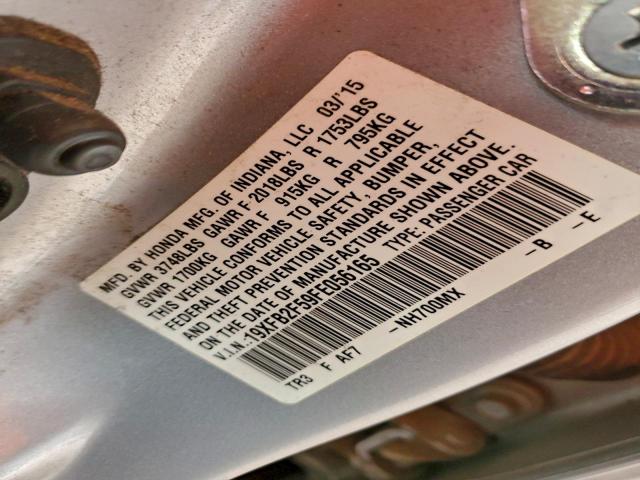 MFD. BY HONDA MFG. OF INDIANA, LLC 03/'15
GVWR 3748LBS GAWR F 2018LBS R 1753LBS
GVWR 1700KG GAWR F 915KG R 795KG
THIS VEHICLE CONFORMS TO ALL APPLICABLE
FEDERAL MOTOR VEHICLE SAFETY, BUMPER,
AND THEFT PREVENTION STANDARDS IN EFFECT
ON THE DATE OF MANUFACTURE SHOWN ABOVE.
V.I.N.:19XFB2F59FE056165 TYPE: PASSENGER CAR
TR3 F AF7 -NH700MX -B -E